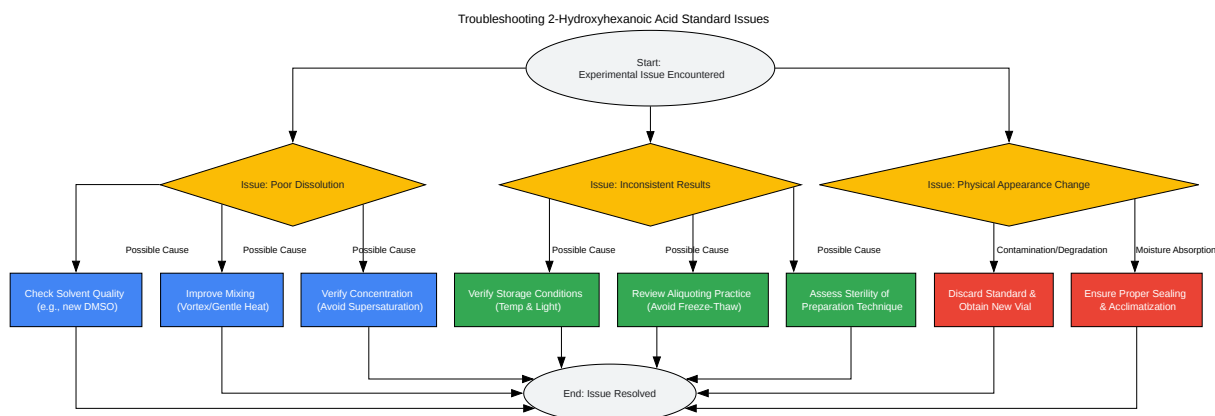 Troubleshooting 2-Hydroxyhexanoic Acid Standard Issues
Start:
Experimental Issue Encountered
Issue: Poor Dissolution
Issue: Inconsistent Results
Issue: Physical Appearance Change
Possible Cause
Possible Cause
Possible Cause
Possible Cause
Possible Cause
Possible Cause
Contamination/Degradation
Moisture Absorption
Check Solvent Quality
(e.g., new DMSO)
Improve Mixing
(Vortex/Gentle Heat)
Verify Concentration
(Avoid Supersaturation)
Verify Storage Conditions
(Temp & Light)
Review Aliquoting Practice
(Avoid Freeze-Thaw)
Assess Sterility of
Preparation Technique
Discard Standard &
Obtain New Vial
Ensure Proper Sealing
& Acclimatization
End: Issue Resolved